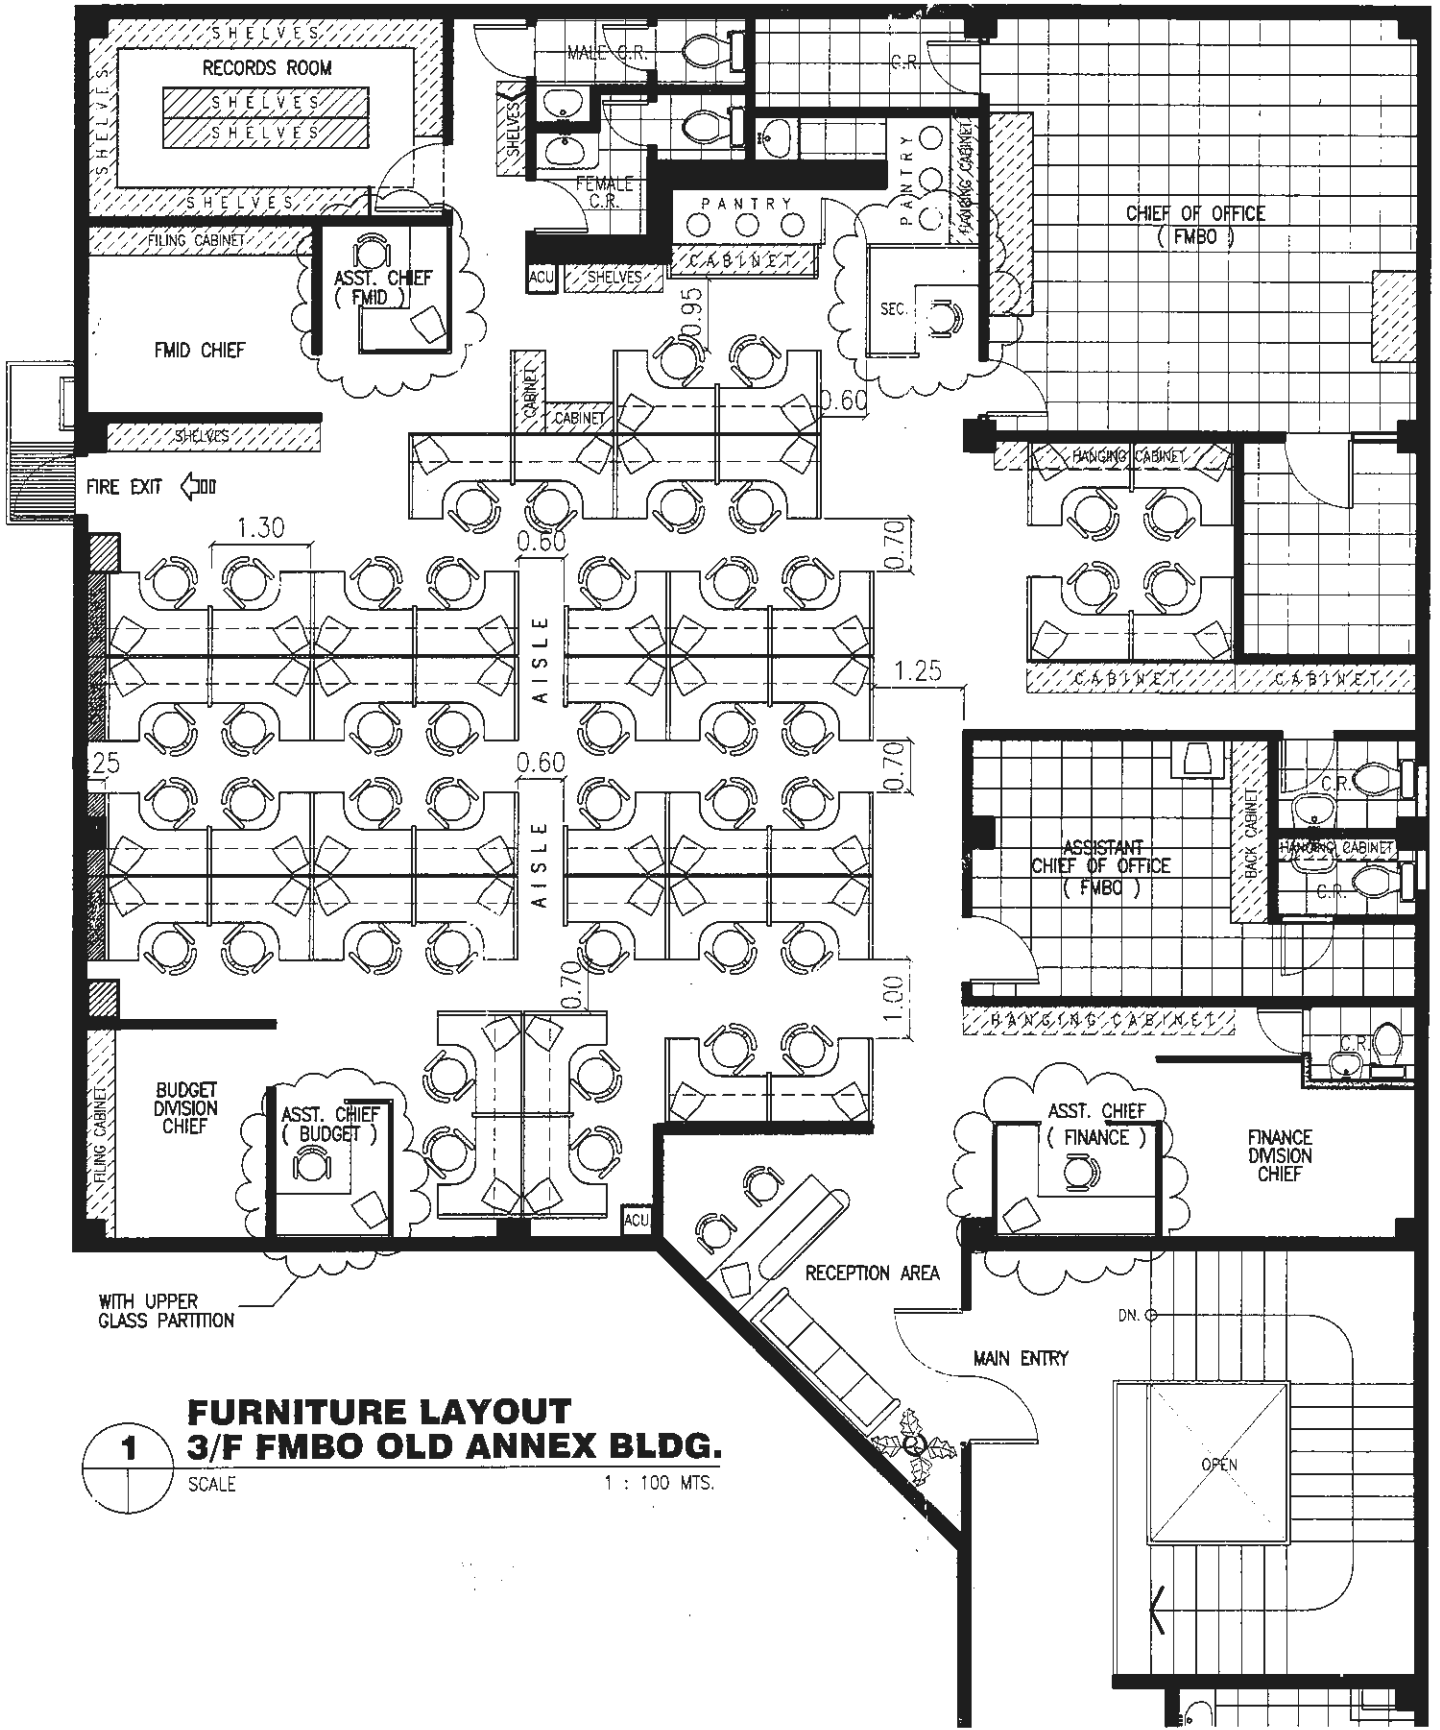 SHELVES
RECORDS ROOM
SHELVES
SHELVES
SHELVES
SHELVES
MALE C.R.
C.R.
SHELVES
FEMALE
C.R.
PANTRY
PANTRY
HANGING CABINET
CHIEF OF OFFICE
( FMBO )
FILING CABINET
ASST. CHIEF
( FMID )
ACU
SHELVES
CABINET
SEC.
0.95
FMID CHIEF
CABINET
CABINET
0.60
SHELVES
HANGING CABINET
FIRE EXIT
1.30
0.60
0.70
AISLE
1.25
CABINET
CABINET
.25
0.60
0.70
AISLE
C.R.
BACK CABINET
ASSISTANT
CHIEF OF OFFICE
( FMBO )
HANGING CABINET
C.R.
0.70
1.00
HANGING CABINET
C.R.
FILING CABINET
BUDGET
DIVISION
CHIEF
ASST. CHIEF
( BUDGET )
ASST. CHIEF
( FINANCE )
FINANCE
DIVISION
CHIEF
ACU
RECEPTION AREA
WITH UPPER
GLASS PARTITION
DN.
MAIN ENTRY
OPEN
1
FURNITURE LAYOUT
3/F FMBO OLD ANNEX BLDG.
SCALE 1 : 100 MTS.